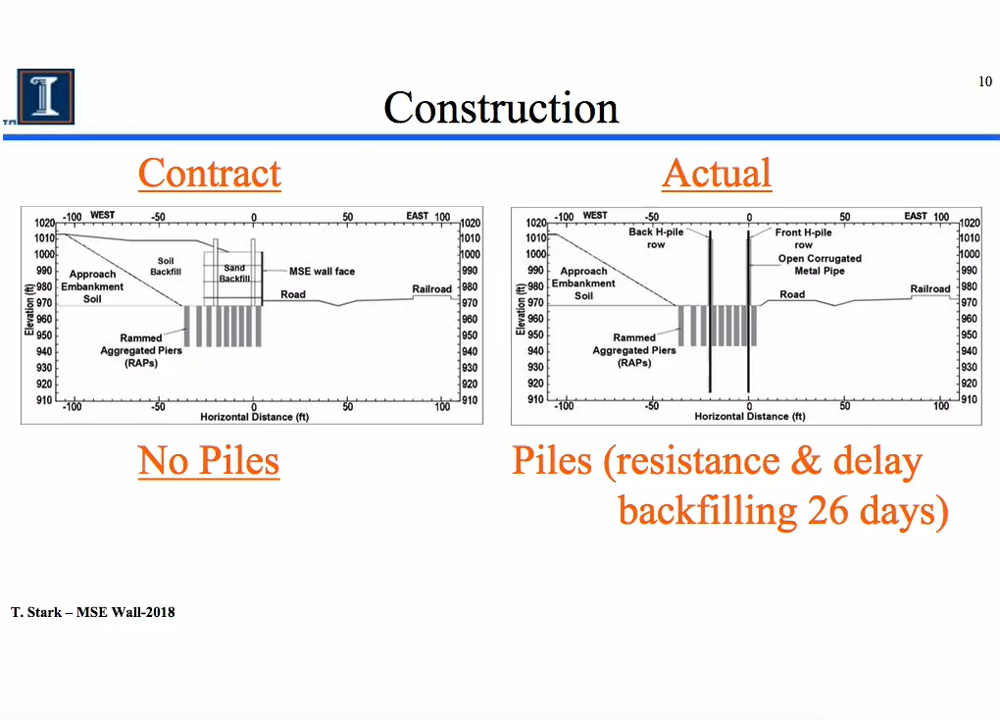 10
Construction
Contract
Actual
-100 WEST -50 0 50 EAST 100
1020 1020
1010 1010
1000 1000
990 990
980 980
970 970
960 960
950 950
940 940
930 930
920 920
910 910
Elevation (ft)
Soil
Backfill
Sand
Backfill
MSE wall face
Approach
Embankment
Soil
Road
Railroad
Rammed
Aggregated Piers
(RAPs)
-100 -50 0 50 100
Horizontal Distance (ft)
-100 WEST -50 0 50 EAST 100
1020 1020
1010 1010
1000 1000
990 990
980 980
970 970
960 960
950 950
940 940
930 930
920 920
910 910
Elevation (ft)
Back H-pile
row
Front H-pile
row
Open Corrugated
Metal Pipe
Approach
Embankment
Soil
Road
Railroad
Rammed
Aggregated Piers
(RAPs)
-100 -50 0 50 100
Horizontal Distance (ft)
No Piles
Piles (resistance & delay
backfilling 26 days)
T. Stark – MSE Wall-2018